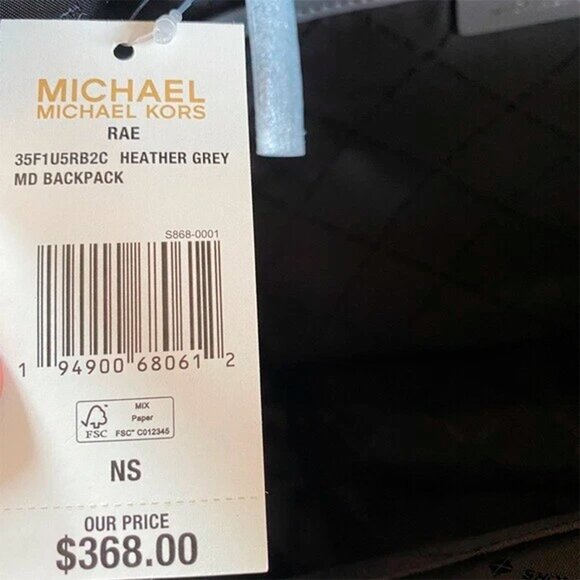 MICHAEL
MICHAEL KORS
RAE
35F1U5RB2C HEATHER GREY
MD BACKPACK
S868-0001
1 94900 68061 2
FSC
MIX
Paper
FSC™ C012345
NS
OUR PRICE
$368.00